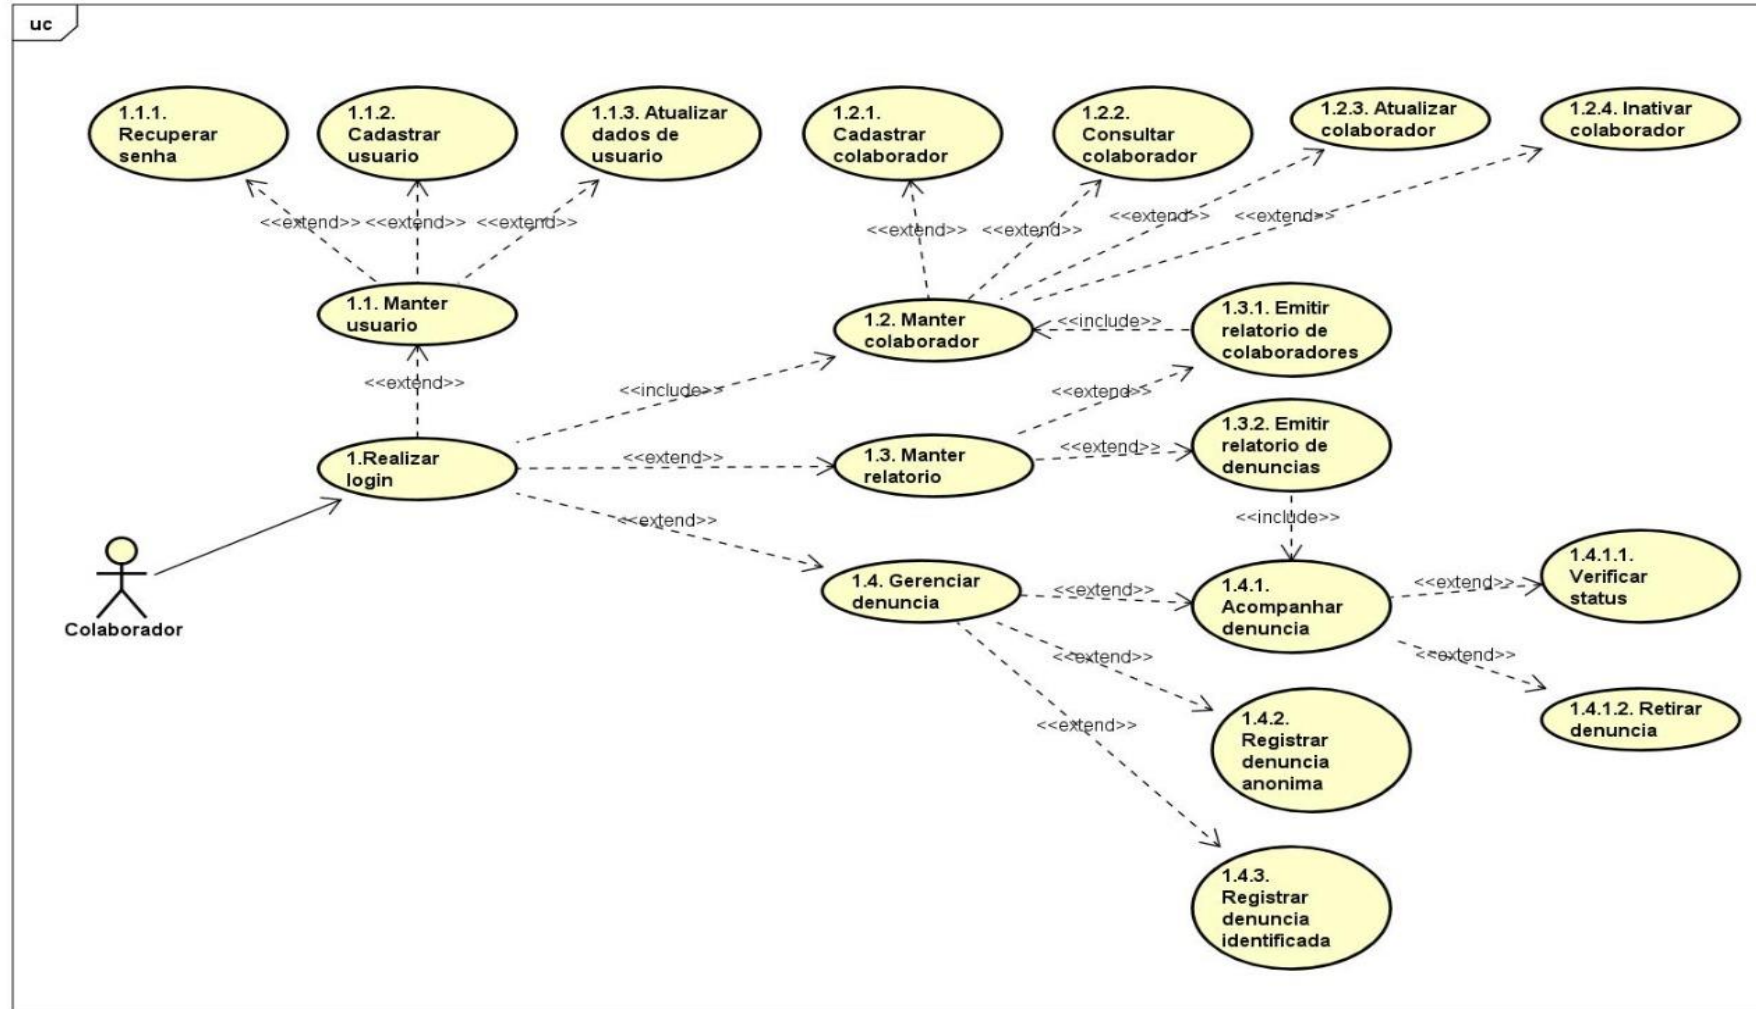 uc
1.1.1.
Recuperar
senha
1.1.2.
Cadastrar
usuario
1.1.3. Atualizar
dados de
usuario
1.2.1.
Cadastrar
colaborador
1.2.2.
Consultar
colaborador
1.2.3. Atualizar
colaborador
1.2.4. Inativar
colaborador
<<extend>>
<<extend>>
<<extend>>
<<extend>>
<<extend>>
<<extend>>
<<extend>>
1.1. Manter
usuario
1.2. Manter
colaborador
<<include>>
1.3.1. Emitir
relatorio de
colaboradores
<<extend>>
<<include>>
<<extend>>
1.Realizar
login
<<extend>>
1.3. Manter
relatorio
<<extend>>
1.3.2. Emitir
relatorio de
denuncias
<<extend>>
<<include>>
Colaborador
1.4. Gerenciar
denuncia
<<extend>>
1.4.1.
Acompanhar
denuncia
<<extend>>
1.4.1.1.
Verificar
status
<<extend>>
<<extend>>
1.4.1.2. Retirar
denuncia
<<extend>>
1.4.2.
Registrar
denuncia
anonima
1.4.3.
Registrar
denuncia
identificada